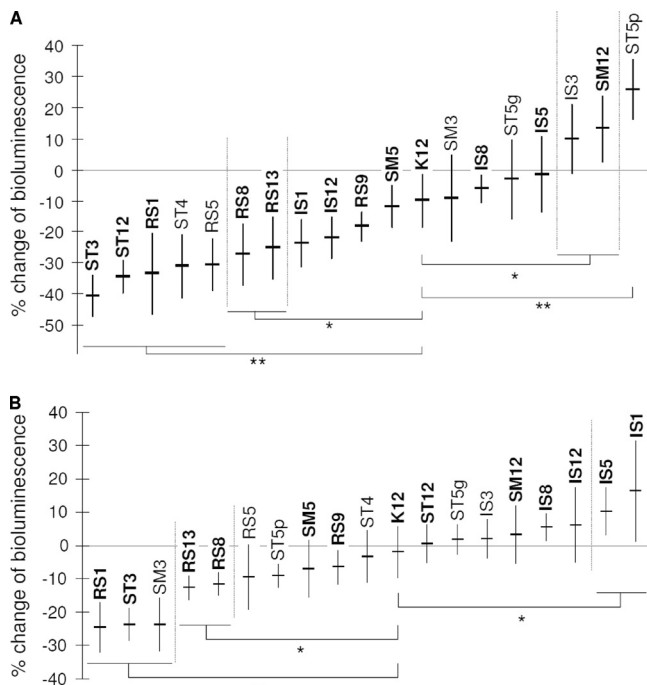 A
% change of bioluminescence
40
30
20
10
0
-10
-20
-30
-40
-50
ST3
ST12
RS1
ST4
RS5
RS8
RS13
IS1
IS12
RS9
SM5
K12
SM3
IS8
ST5g
IS5
IS3
SM12
ST5p
*
**
*
**
B
% change of bioluminescence
40
30
20
10
0
-10
-20
-30
-40
RS1
ST3
SM3
RS13
RS8
RS5
ST5p
SM5
RS9
ST4
K12
ST12
ST5g
IS3
SM12
IS8
IS12
IS5
IS1
*
*